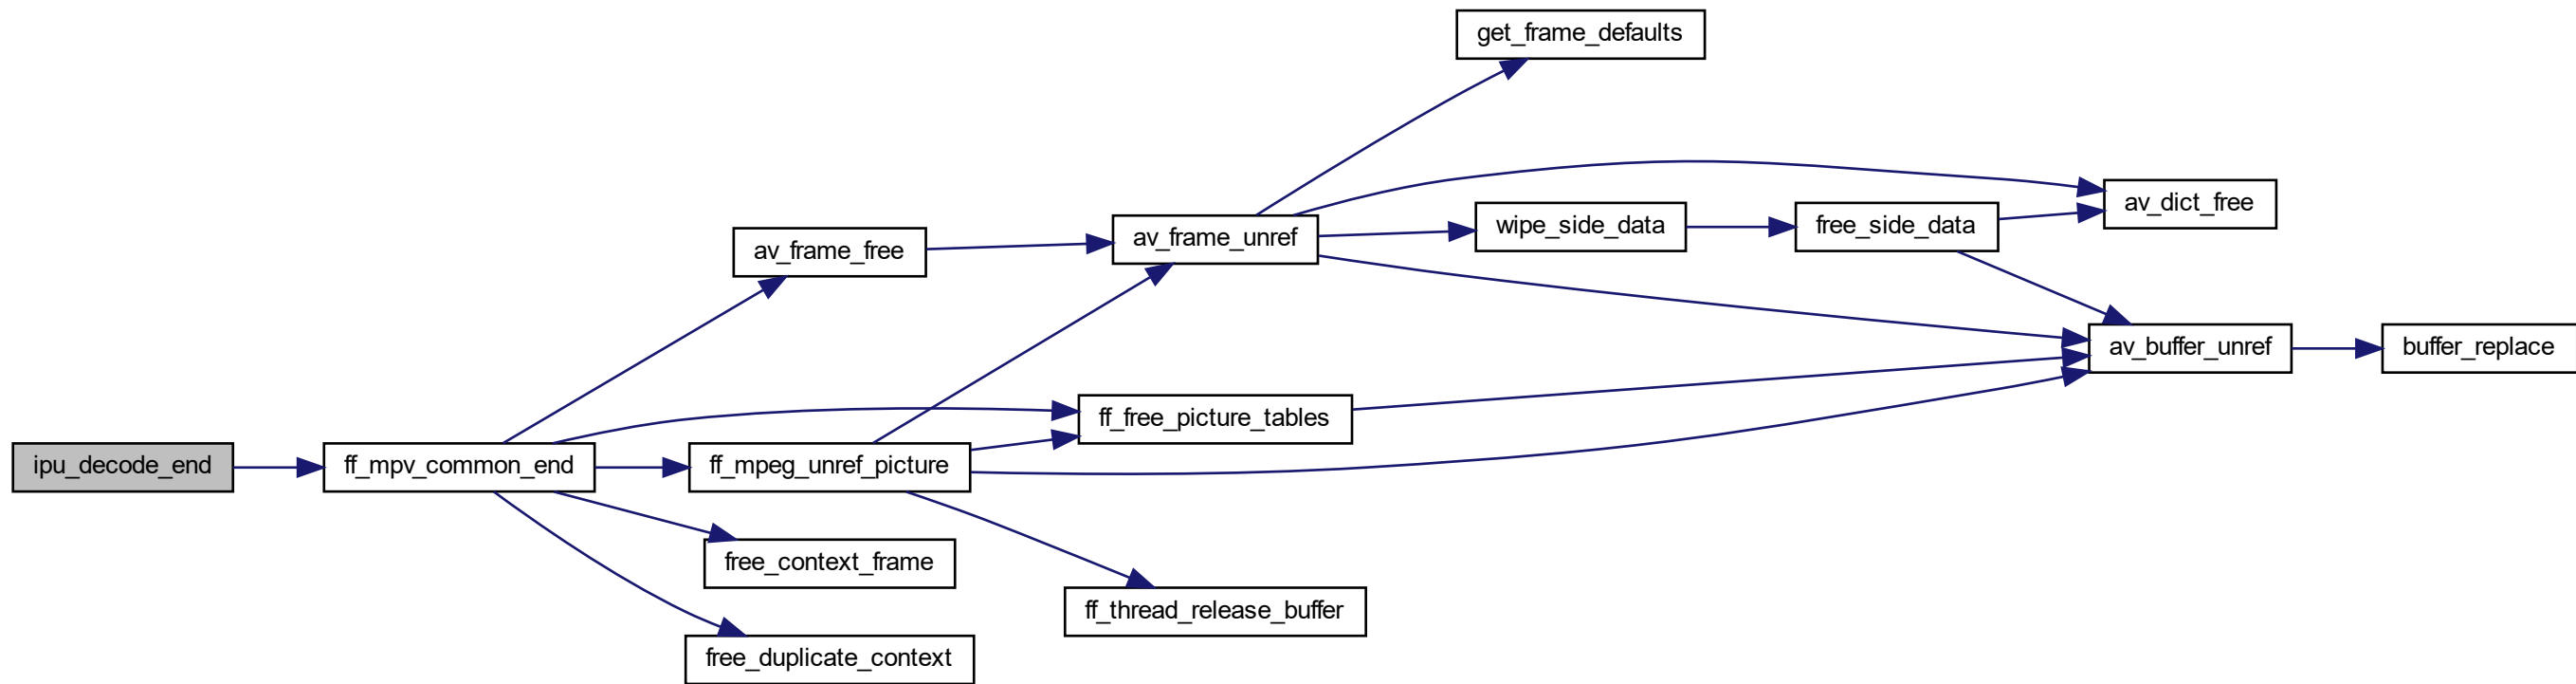 get_frame_defaults
av_dict_free
av_frame_unref
wipe_side_data
free_side_data
av_frame_free
av_buffer_unref
buffer_replace
ff_free_picture_tables
ipu_decode_end
ff_mpv_common_end
ff_mpeg_unref_picture
free_context_frame
ff_thread_release_buffer
free_duplicate_context